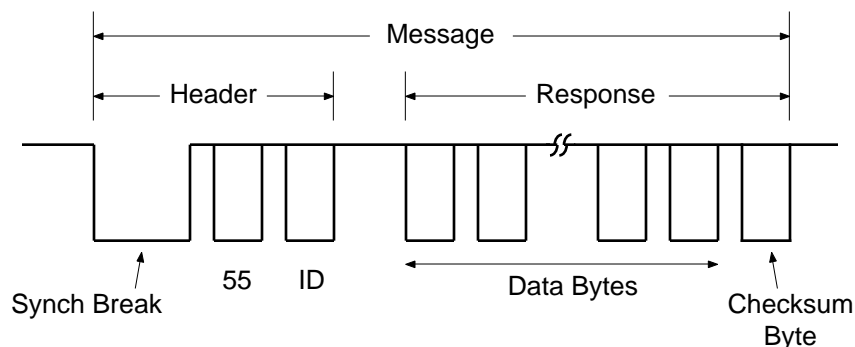 Message
Header
Response
55
ID
Data Bytes
Synch Break
Checksum
Byte